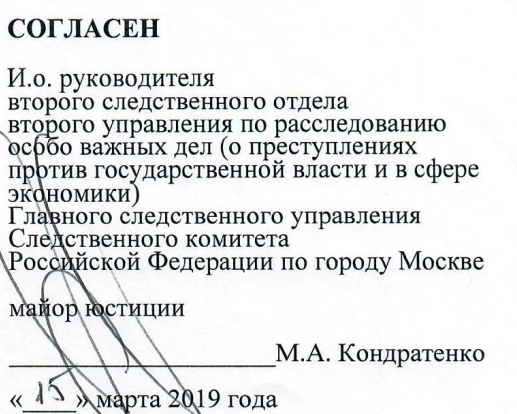 СОГЛАСЕН
И.о. руководителя
второго следственного отдела
второго управления по расследованию
особо важных дел (о преступлениях
против государственной власти и в сфере
экономики)
Главного следственного управления
Следственного комитета
Российской Федерации по городу Москве
майор юстиции
____________________М.А. Кондратенко
«15» марта 2019 года